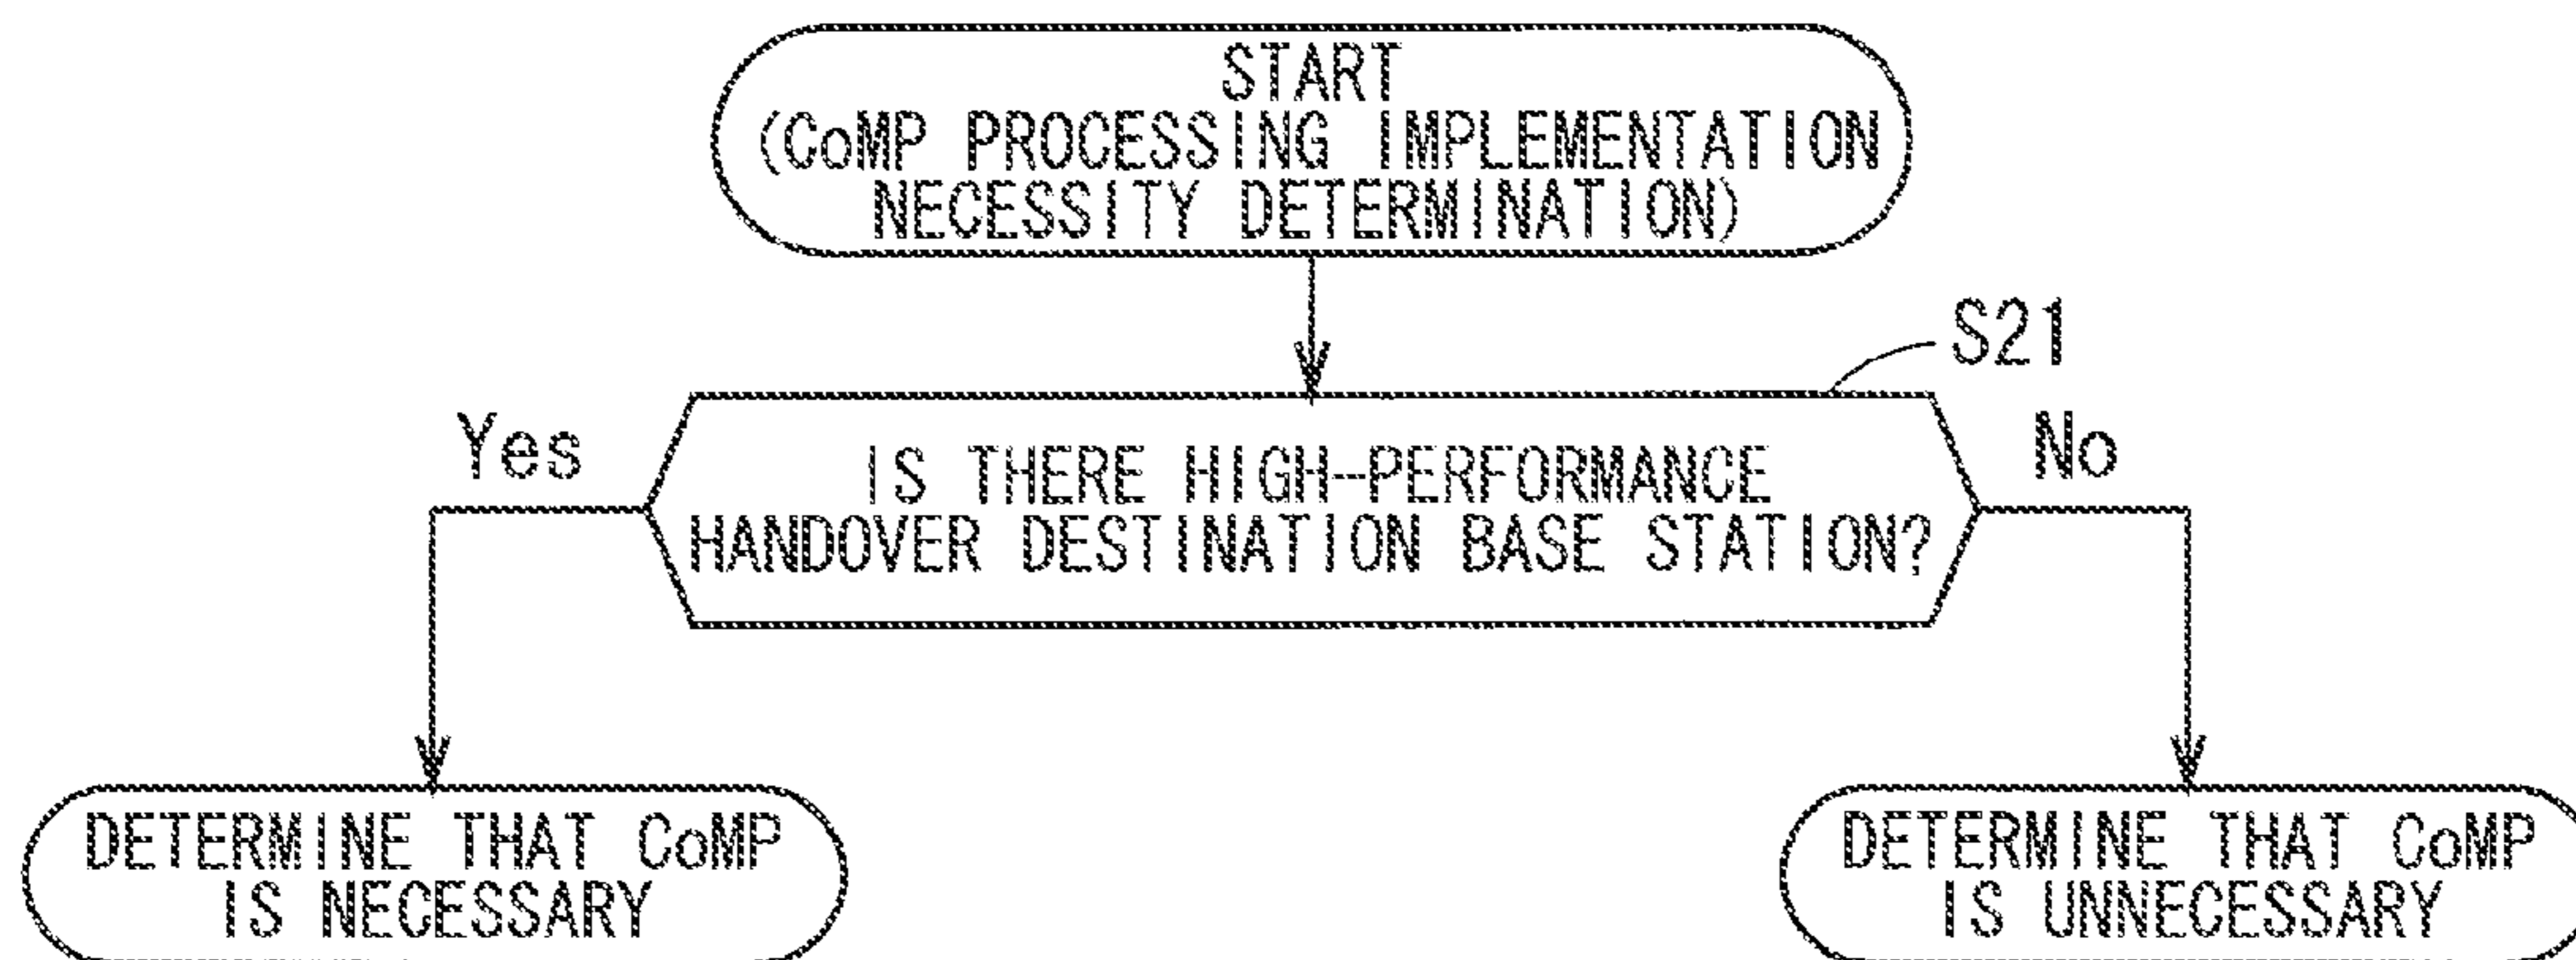 START
(CoMP PROCESSING IMPLEMENTATION
NECESSITY DETERMINATION)
S21
Yes
No
IS THERE HIGH-PERFORMANCE
HANDOVER DESTINATION BASE STATION?
DETERMINE THAT CoMP
IS NECESSARY
DETERMINE THAT CoMP
IS UNNECESSARY